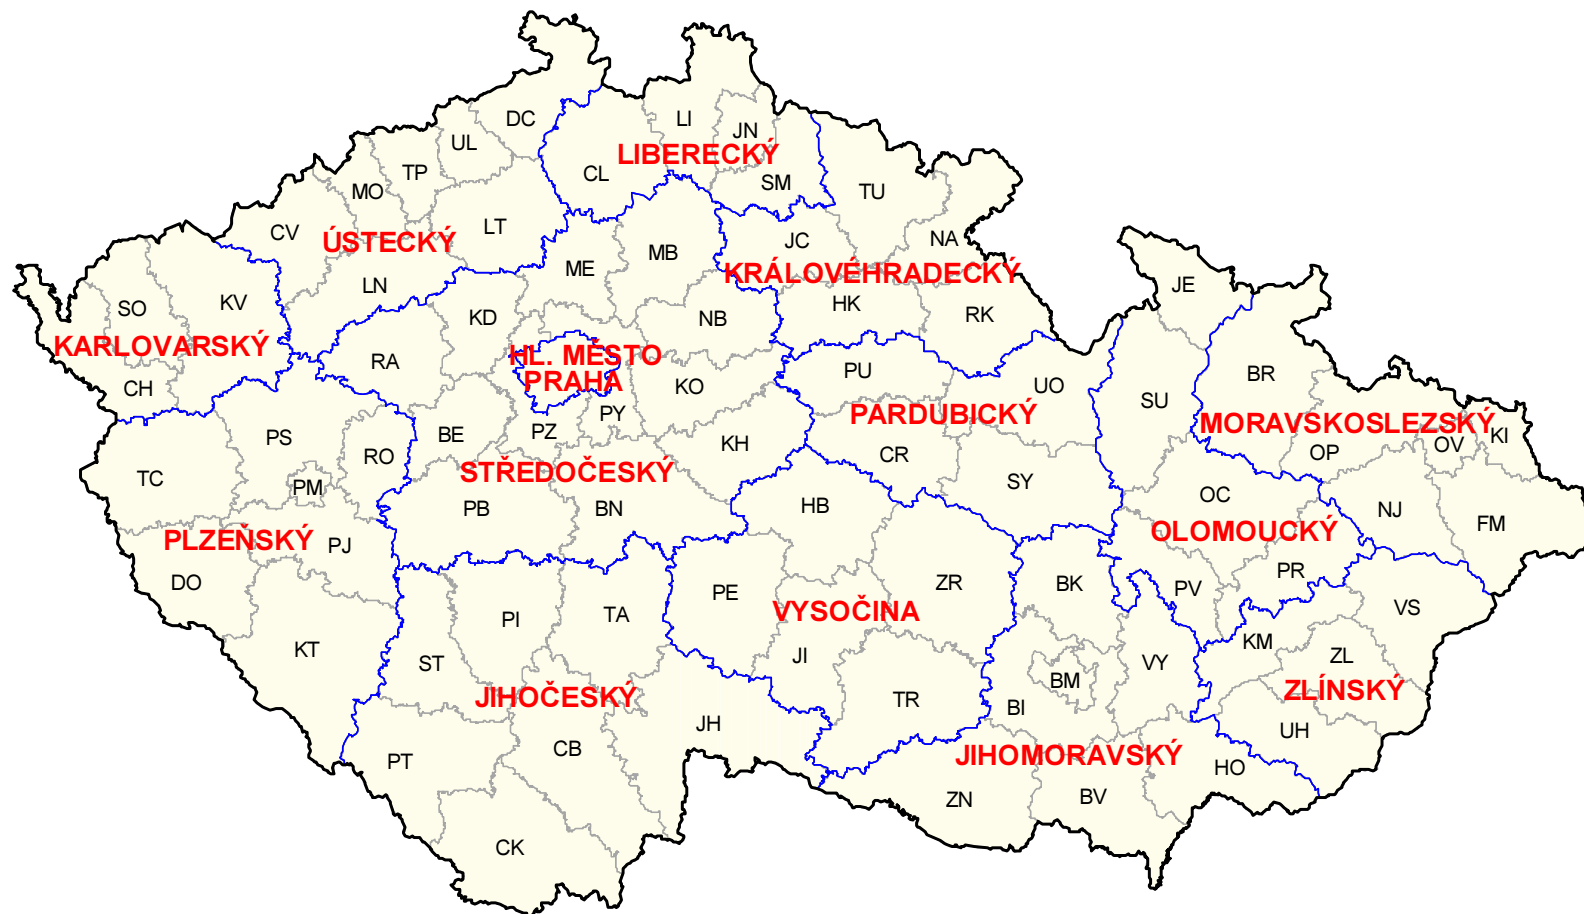 DC
LI
JN
UL
LIBERECKÝ
TP
CL
SM
MO
TU
CV
LT
ÚSTECKÝ
JC
NA
MB
ME
KRÁLOVÉHRADECKÝ
JE
LN
SO
KV
HK
KD
NB
RK
KARLOVARSKÝ
HL. MĚSTO
PRAHA
RA
PU
UO
BR
CH
KO
SU
PARDUBICKÝ
PY
MORAVSKOSLEZSKÝ
PS
BE
PZ
KH
KI
RO
CR
OP
OV
STŘEDOČESKÝ
TC
PM
SY
OC
PB
BN
HB
NJ
FM
OLOMOUCKÝ
PLZEŇSKÝ
PJ
DO
PR
PE
ZR
BK
PV
VS
VYSOČINA
PI
TA
KT
ST
JI
KM
ZL
VY
BM
ZLÍNSKÝ
JIHOČESKÝ
TR
BI
JH
UH
CB
JIHOMORAVSKÝ
PT
HO
ZN
BV
CK